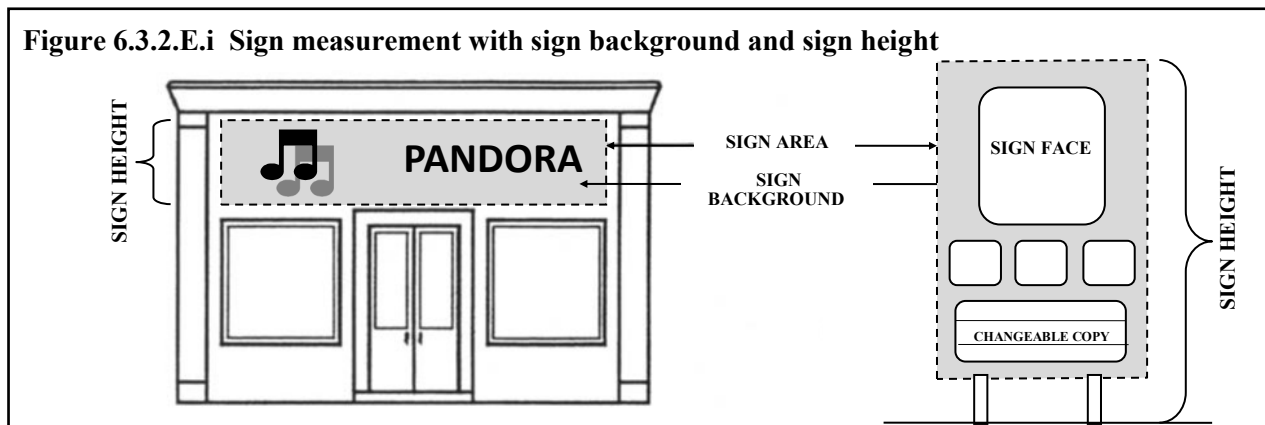 Figure 6.3.2.E.i Sign measurement with sign background and sign height
SIGN HEIGHT
PANDORA
SIGN AREA
SIGN
BACKGROUND
SIGN FACE
CHANGEABLE COPY
SIGN HEIGHT